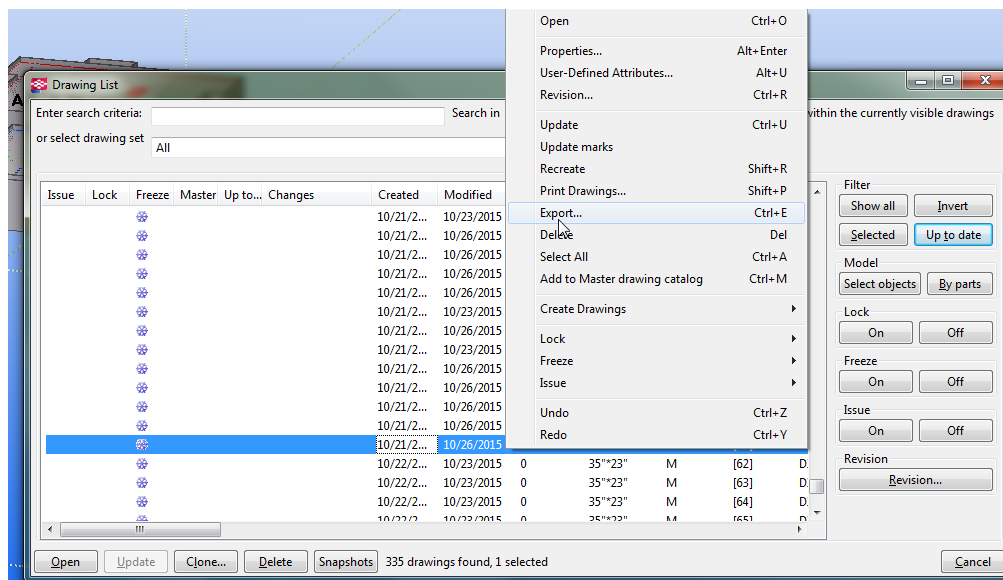 Open Ctrl+O
Properties... Alt+Enter
User-Defined Attributes... Alt+U
Revision... Ctrl+R
Update Ctrl+U
Update marks
Recreate Shift+R
Print Drawings... Shift+P
Export... Ctrl+E
Delete Del
Select All Ctrl+A
Add to Master drawing catalog Ctrl+M
Create Drawings
Lock
Freeze
Issue
Undo Ctrl+Z
Redo Ctrl+Y
A
Drawing List
Enter search criteria: Search in within the currently visible drawings
or select drawing set All
Issue Lock Freeze Master Up to... Changes Created Modified
10/21/2... 10/23/2015
10/21/2... 10/26/2015
10/21/2... 10/26/2015
10/21/2... 10/26/2015
10/21/2... 10/26/2015
10/21/2... 10/23/2015
10/21/2... 10/26/2015
10/21/2... 10/23/2015
10/21/2... 10/26/2015
10/21/2... 10/26/2015
10/21/2... 10/26/2015
10/21/2... 10/26/2015
10/21/2... 10/26/2015
10/22/2... 10/23/2015 0 35"*23" M [62] D
10/22/2... 10/23/2015 0 35"*23" M [63] D
10/22/2... 10/23/2015 0 35"*23" M [64] D
10/22/2... 10/23/2015 0 35"*23" M [65] D
Filter
Show all Invert
Selected Up to date
Model
Select objects By parts
Lock
On Off
Freeze
On Off
Issue
On Off
Revision
Revision...
Open Update Clone... Delete Snapshots 335 drawings found, 1 selected Cancel